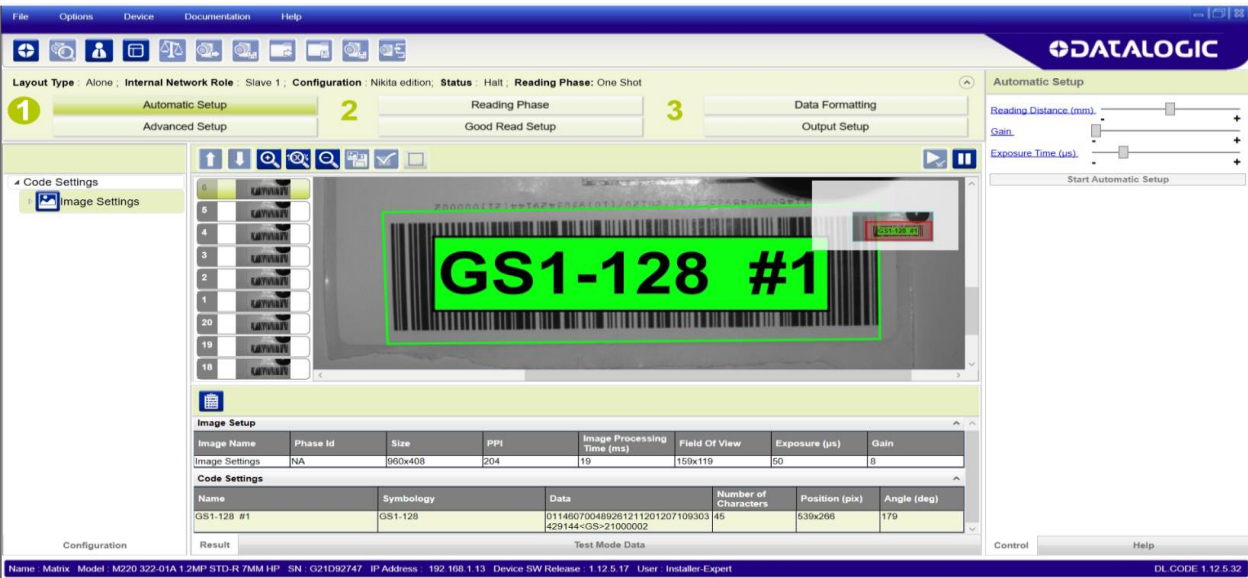 File Options Device Documentation Help
DATALOGIC
Layout Type : Alone ; Internal Network Role : Slave 1 ; Configuration : Nikita edition; Status : Halt ; Reading Phase: One Shot
1 Automatic Setup 2 Reading Phase 3 Data Formatting
Advanced Setup Good Read Setup Output Setup
Automatic Setup
Reading Distance (mm)
- +
Gain
- +
Exposure Time (µs)
- +
Start Automatic Setup
Code Settings
Image Settings
6
5
4
3
2
1
20
19
18
GS1-128 #1
GS1-128 #1
Image Setup
Image Name Phase Id Size PPI Image Processing Time (ms) Field Of View Exposure (µs) Gain
Image Settings NA 960x408 204 19 159x119 50 8
Code Settings
Name Symbology Data Number of Characters Position (pix) Angle (deg)
GS1-128 #1 GS1-128 0114607004892612112012071 09303 45 539x266 179
429144<GS>21000002
Configuration Result Test Mode Data Control Help
Name : Matrix Model : M220 322-01A 1.2MP STD-R 7MM HP SN : G21D92747 IP Address : 192.168.1.13 Device SW Release : 1.12.5.17 User : Installer-Expert DL.CODE 1.12.5.32